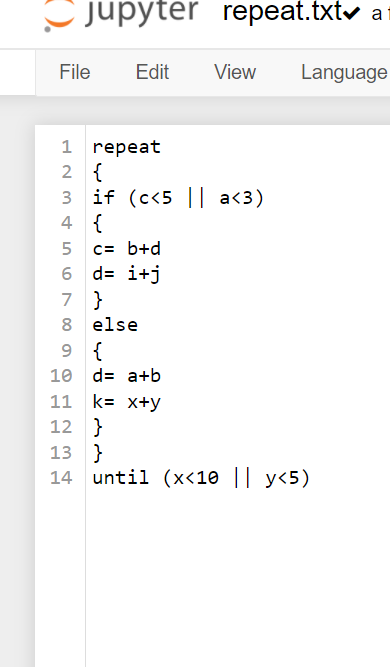 jupyter repeat.txt✔ a
File Edit View Language
1 repeat
2 {
3 if (c<5 || a<3)
4 {
5 c= b+d
6 d= i+j
7 }
8 else
9 {
10 d= a+b
11 k= x+y
12 }
13 }
14 until (x<10 || y<5)